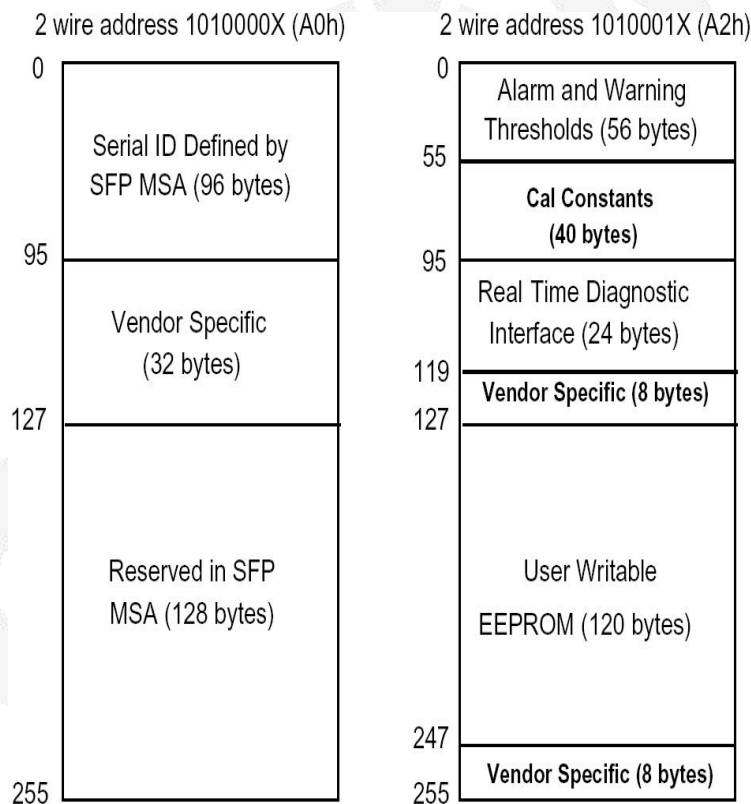 2 wire address 1010000X (A0h)
0
Serial ID Defined by
SFP MSA (96 bytes)
95
Vendor Specific
(32 bytes)
127
Reserved in SFP
MSA (128 bytes)
255
2 wire address 1010001X (A2h)
0
Alarm and Warning
Thresholds (56 bytes)
55
Cal Constants
(40 bytes)
95
Real Time Diagnostic
Interface (24 bytes)
119
Vendor Specific (8 bytes)
127
User Writable
EEPROM (120 bytes)
247
Vendor Specific (8 bytes)
255